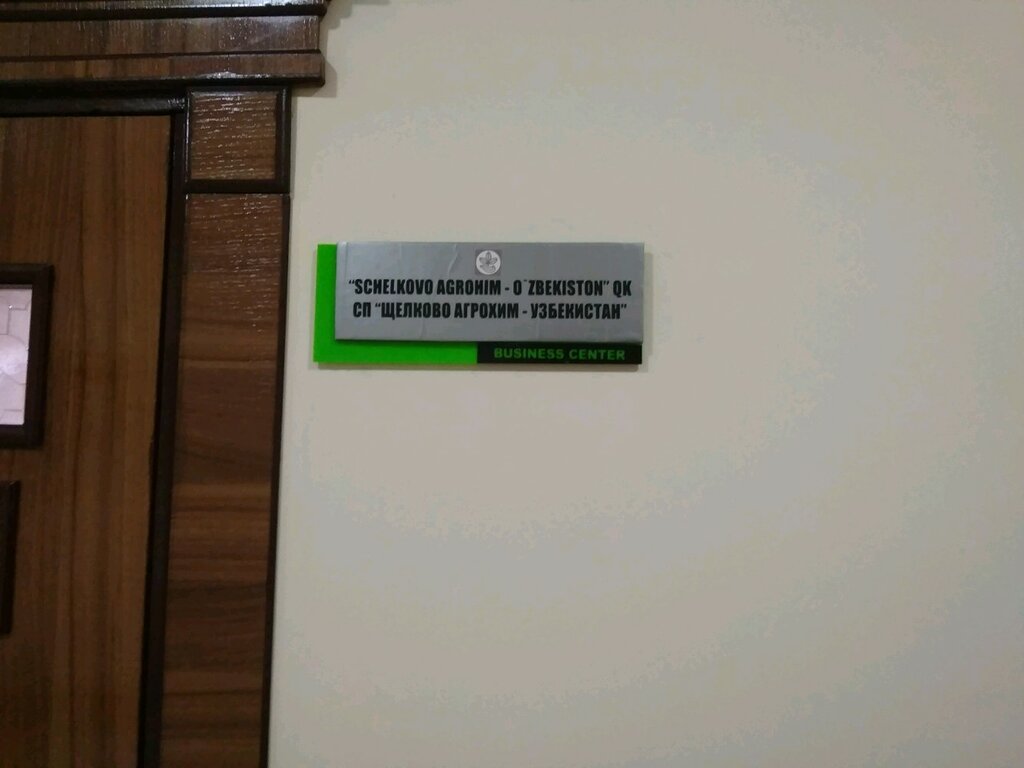 "SCHELKOVO AGROHIM - O`ZBEKISTON" QK
СП "ЩЕЛКОВО АГРОХИМ - УЗБЕКИСТАН"
BUSINESS CENTER